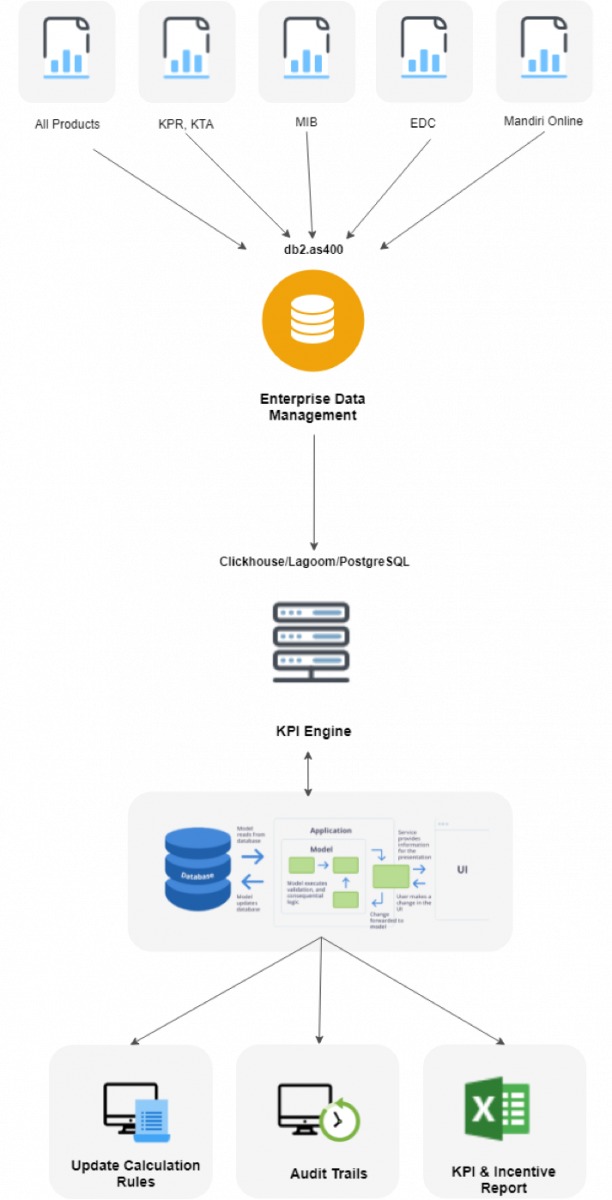 All Products
KPR, KTA
MIB
EDC
Mandiri Online
db2.as400
Enterprise Data
Management
Clickhouse/Lagoom/PostgreSQL
KPI Engine
Model
reads from
database
Database
Model
updates
database
Application
Model
Model executes
validation, and
consequential
logic
Service
provides
information
for the
presentation
User makes
a change in the
UI
Change
forwarded to
model
UI
Update Calculation
Rules
Audit Trails
KPI & Incentive
Report